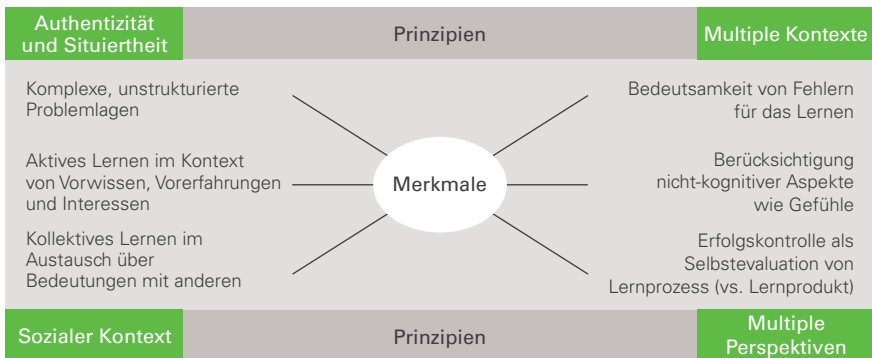 Authentizität
und Situiertheit
Prinzipien
Multiple Kontexte
Komplexe, unstrukturierte
Problemlagen
Aktives Lernen im Kontext
von Vorwissen, Vorerfahrungen
und Interessen
Kollektives Lernen im
Austausch über
Bedeutungen mit anderen
Merkmale
Bedeutsamkeit von Fehlern
für das Lernen
Berücksichtigung
nicht-kognitiver Aspekte
wie Gefühle
Erfolgskontrolle als
Selbstevaluation von
Lernprozess (vs. Lernprodukt)
Sozialer Kontext
Prinzipien
Multiple
Perspektiven